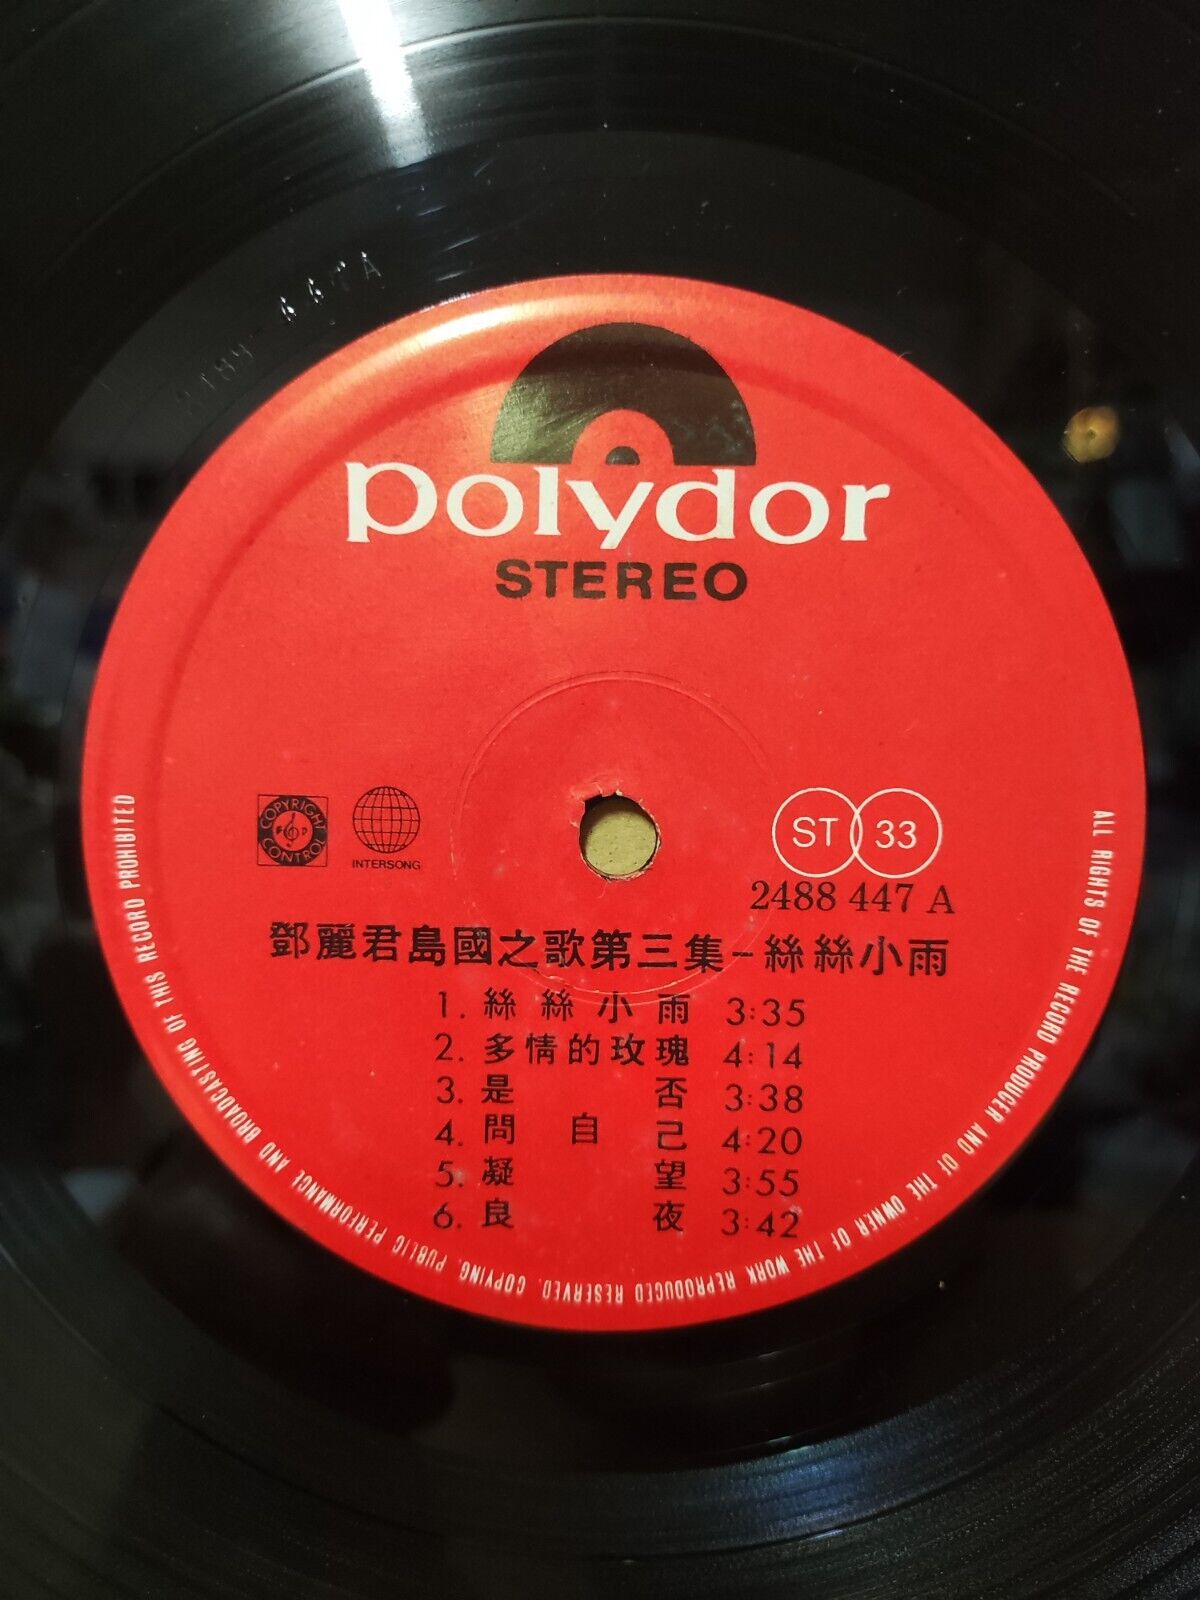 polydor
STEREO
COPYRIGHT CONTROL
INTERSONG
ST 33
2488 447 A
鄧麗君島國之歌第三集-絲絲小雨
1. 絲絲小雨 3:35
2. 多情的玫瑰 4:14
3. 是否 3:38
4. 問自己 4:20
5. 凝望 3:55
6. 良夜 3:42
ALL RIGHTS OF THE RECORD PRODUCER AND OF THE OWNER OF THE WORK REPRODUCED RESERVED. COPYING, PUBLIC PERFORMANCE AND BROADCASTING OF THIS RECORD PROHIBITED